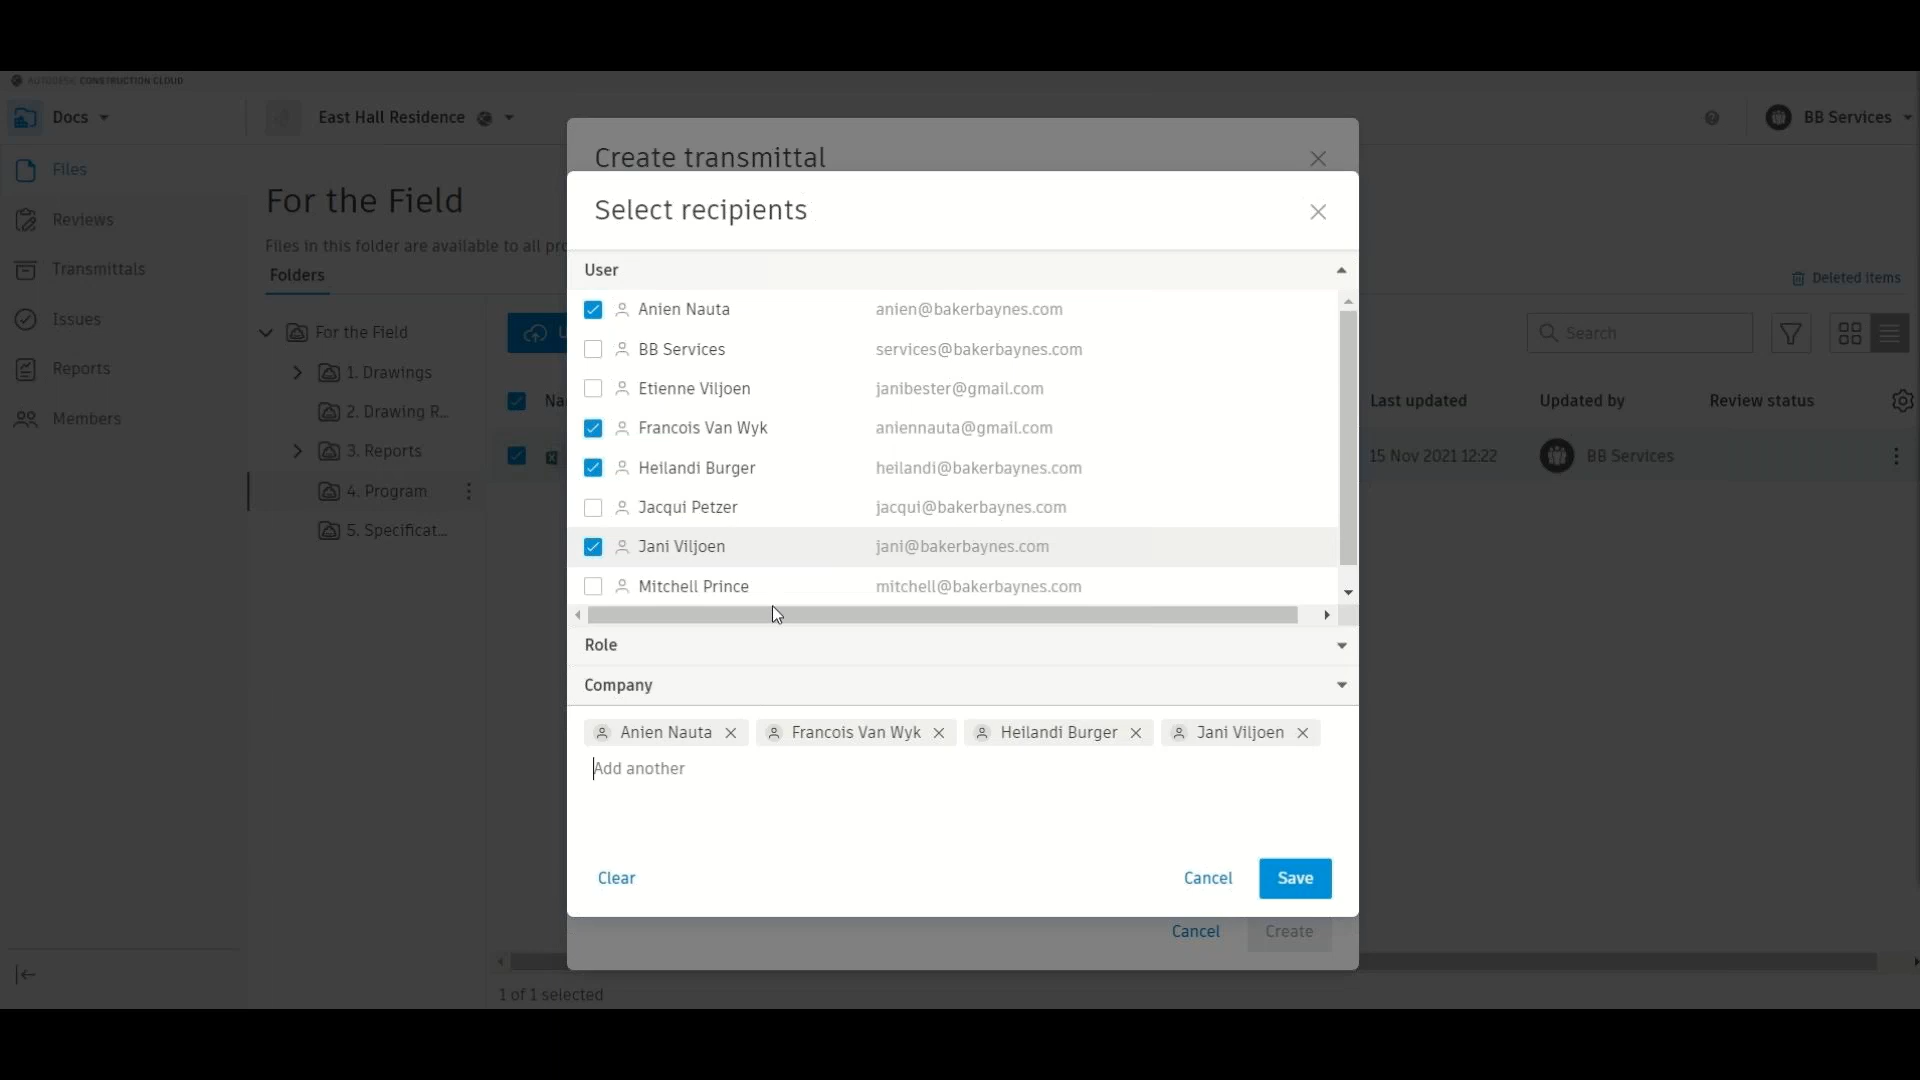 AUTODESK CONSTRUCTION CLOUD
Docs
East Hall Residence
BB Services
Files
Reviews
Transmittals
Issues
Reports
Members
For the Field
Files in this folder are available to all
Folders
Deleted items
For the Field
1. Drawings
2. Drawing R...
3. Reports
4. Program
5. Specificat...
Search
Last updated
Updated by
Review status
15 Nov 2021 12:22
BB Services
1 of 1 selected
Create transmittal
Select recipients
User
Anien Nauta anien@bakerbaynes.com
BB Services services@bakerbaynes.com
Etienne Viljoen janibester@gmail.com
Francois Van Wyk aniennauta@gmail.com
Heilandi Burger heilandi@bakerbaynes.com
Jacqui Petzer jacqui@bakerbaynes.com
Jani Viljoen jani@bakerbaynes.com
Mitchell Prince mitchell@bakerbaynes.com
Role
Company
Anien Nauta Francois Van Wyk Heilandi Burger Jani Viljoen
Add another
Clear Cancel Save
Cancel Create